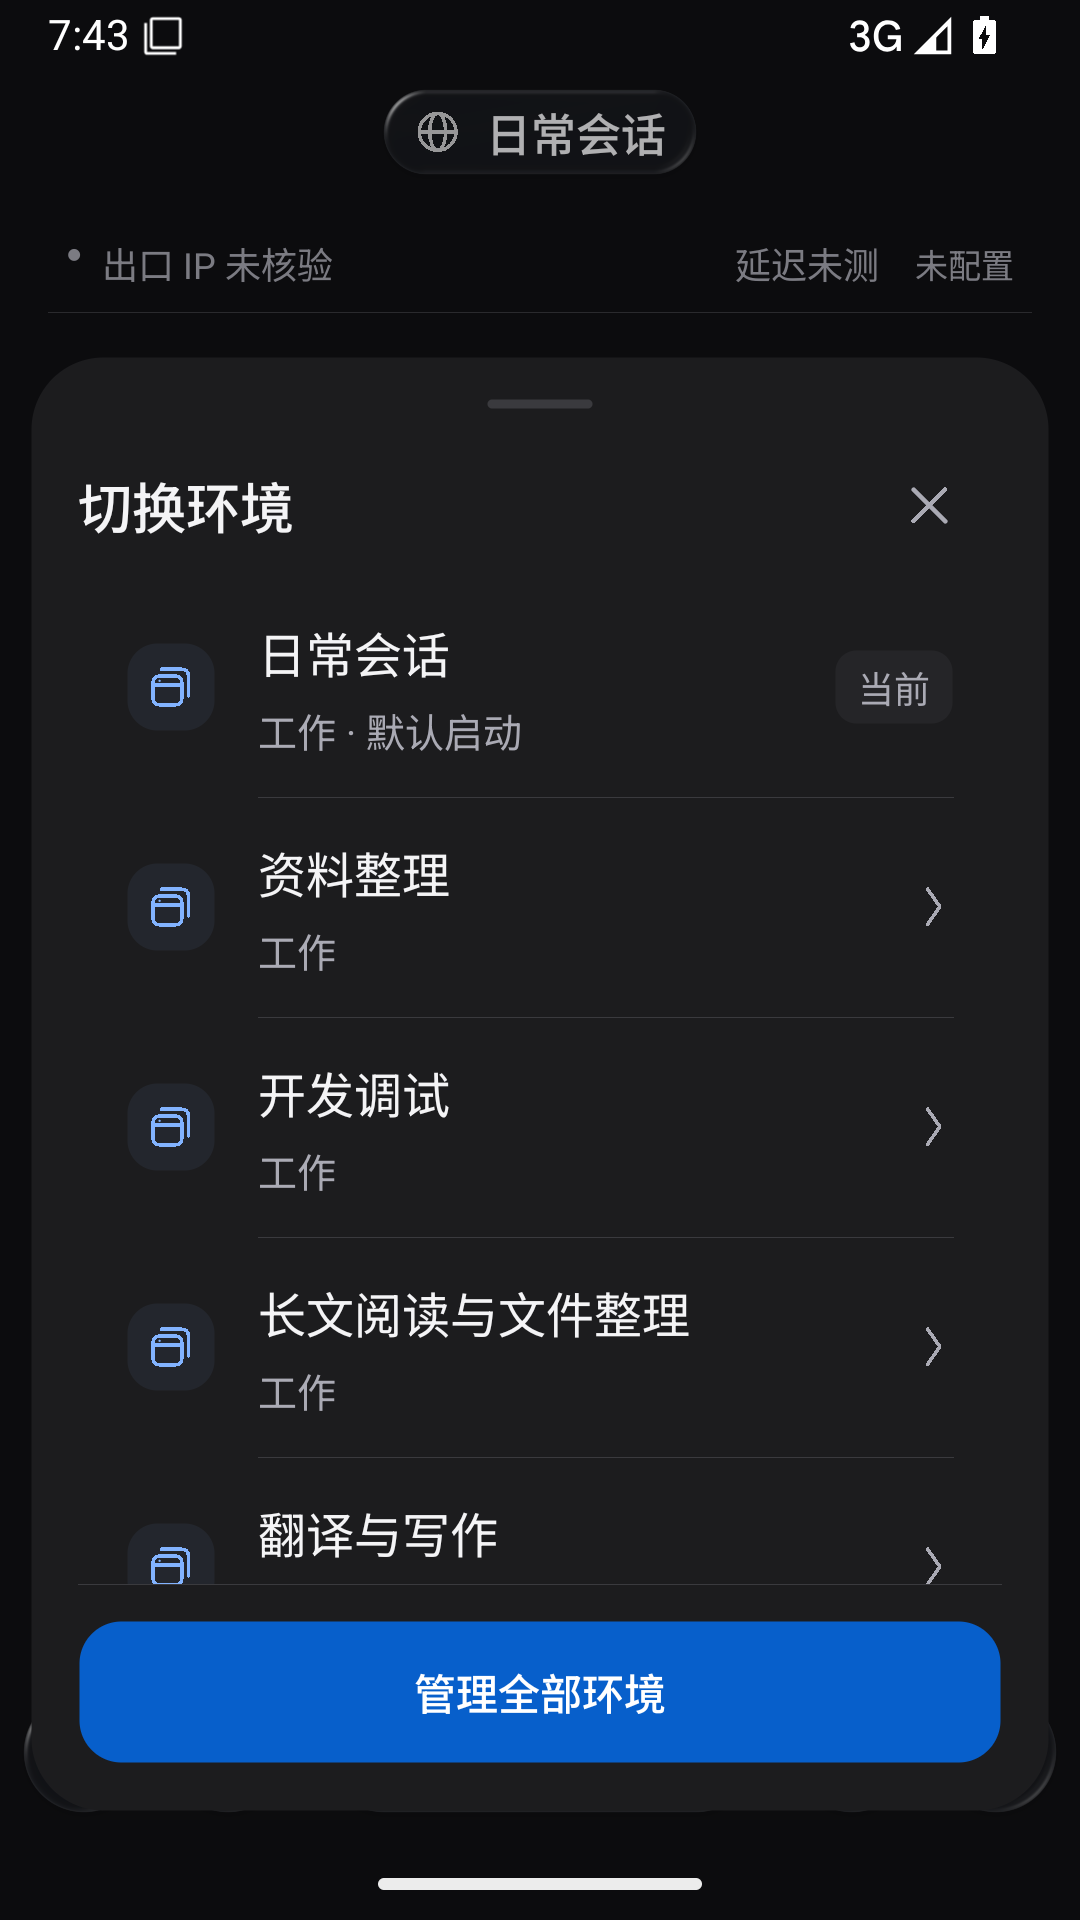 7:43
3G
日常会话
出口 IP 未核验
延迟未测 未配置
切换环境
日常会话
工作 · 默认启动
当前
资料整理
工作
开发调试
工作
长文阅读与文件整理
工作
翻译与写作
管理全部环境